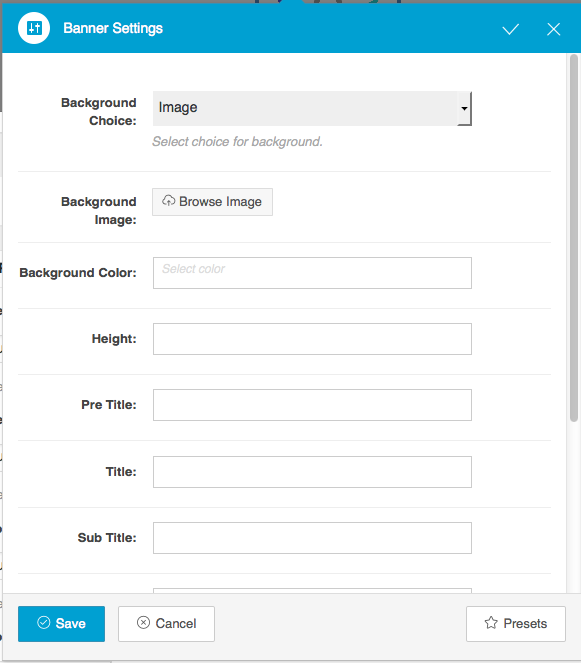 Banner Settings
Background Choice:
Image
Select choice for background.
Background Image:
Browse Image
Background Color:
Select color
Height:
Pre Title:
Title:
Sub Title:
Save
Cancel
Presets